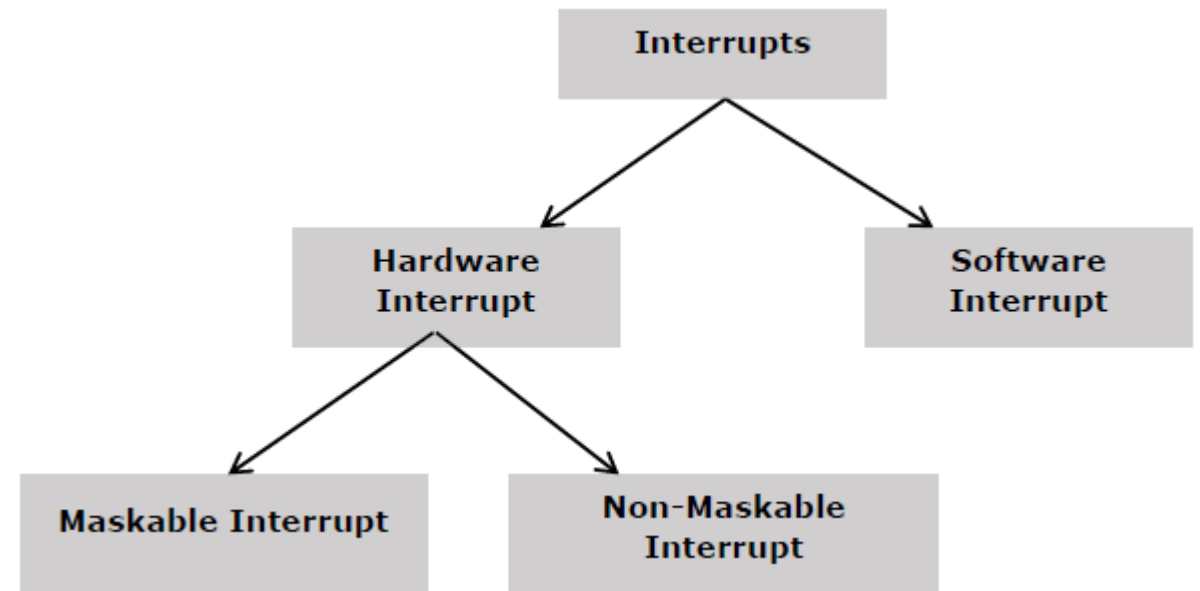 Interrupts
Hardware
Interrupt
Software
Interrupt
Maskable Interrupt
Non-Maskable
Interrupt